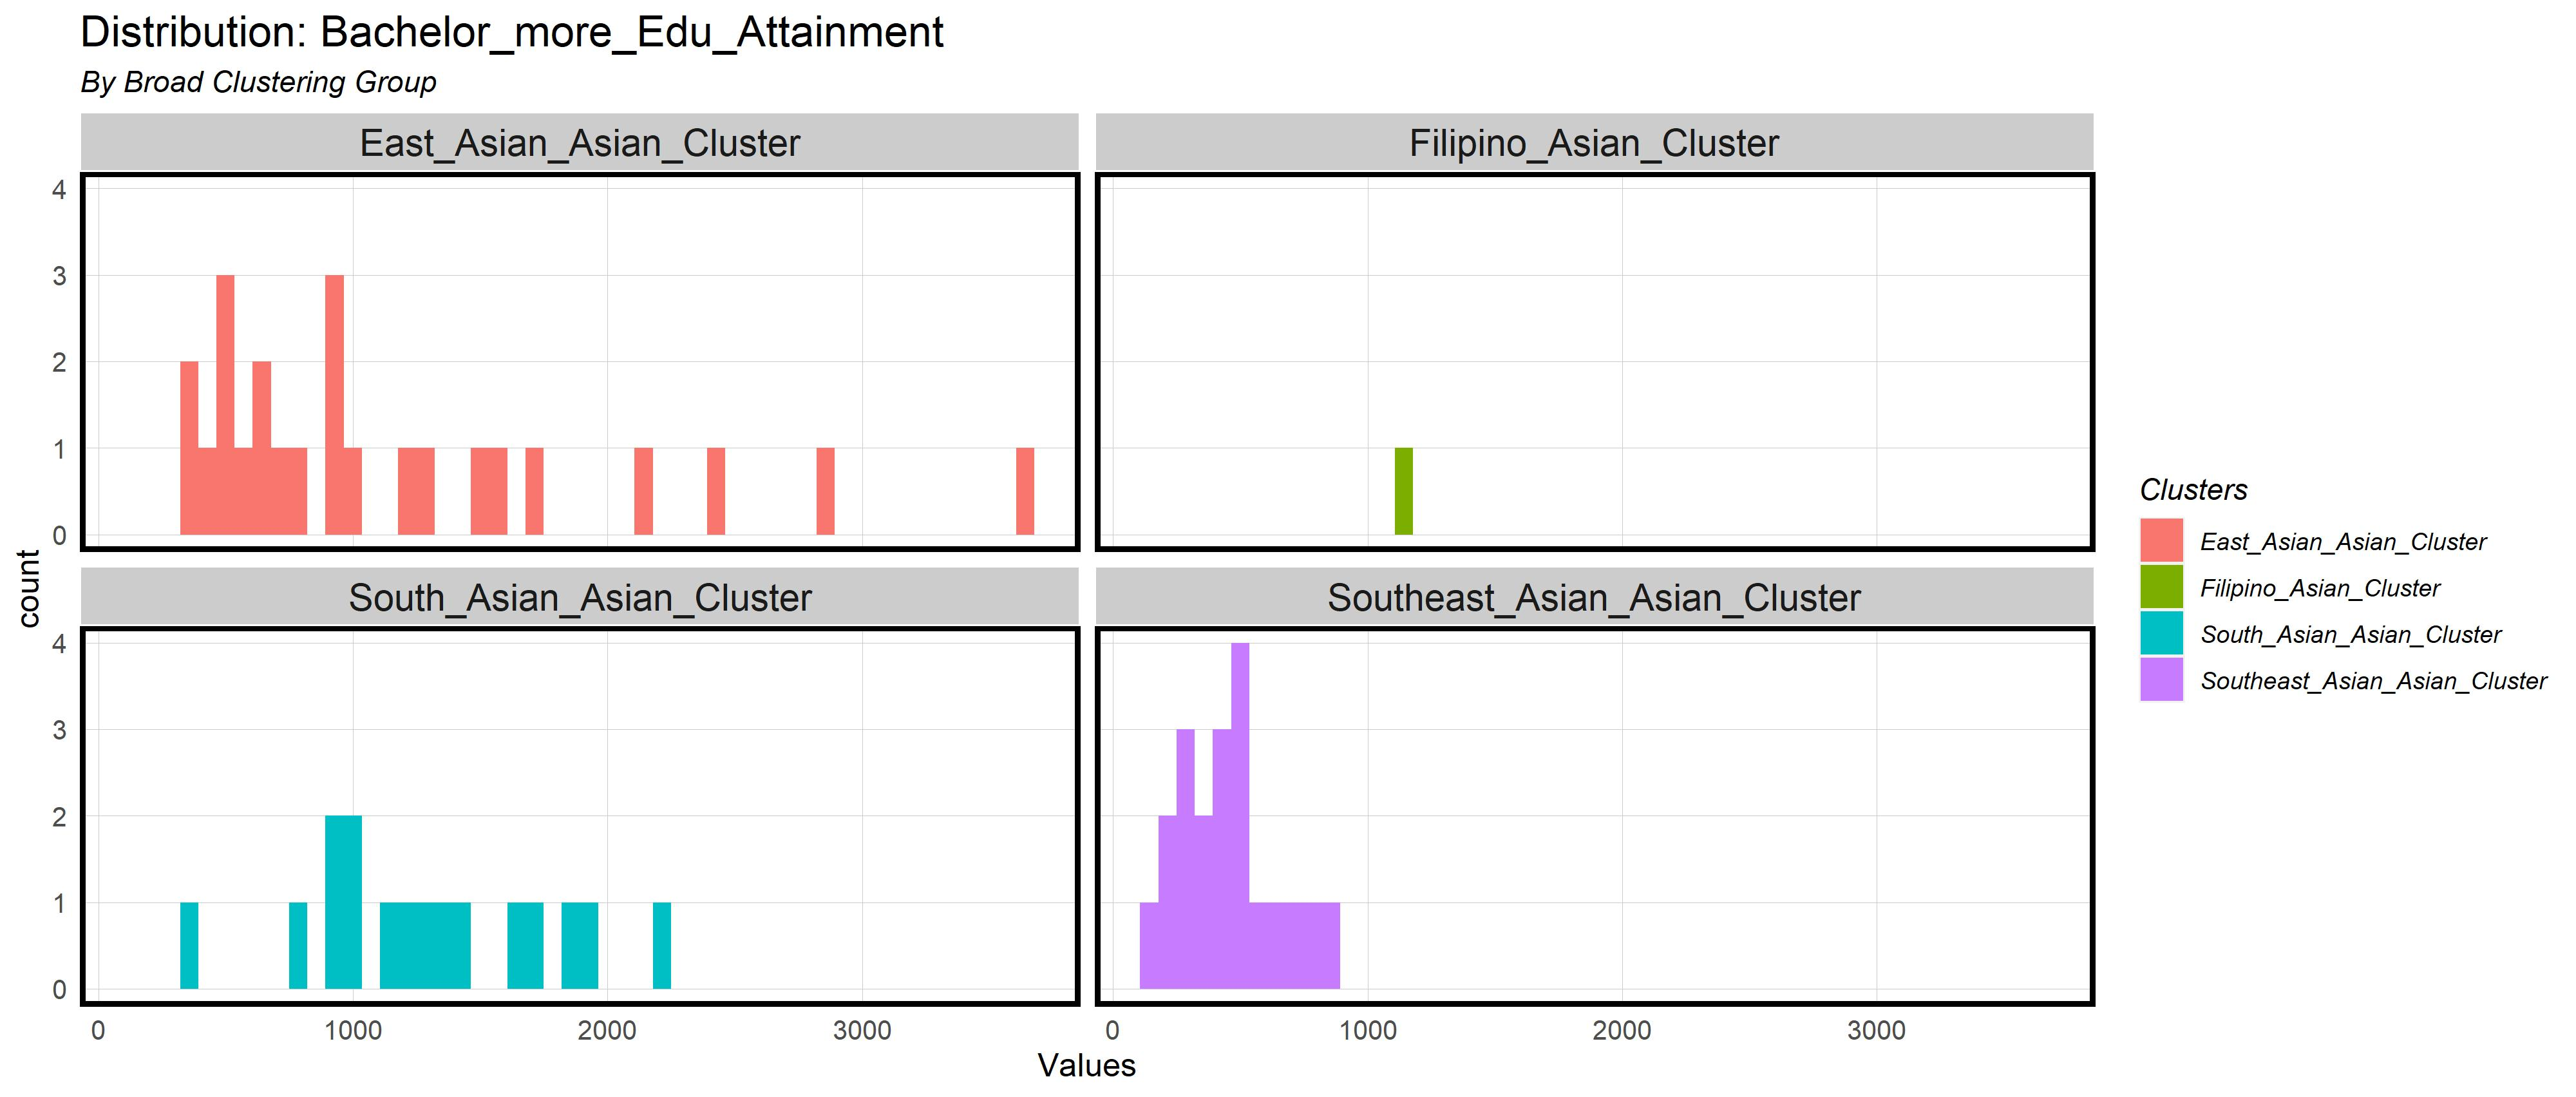 Distribution: Bachelor_more_Edu_Attainment
By Broad Clustering Group
East_Asian_Asian_Cluster
Filipino_Asian_Cluster
4
3
2
1
0
South_Asian_Asian_Cluster
Southeast_Asian_Asian_Cluster
4
3
2
1
0
count
0 1000 2000 3000
0 1000 2000 3000
Values
Clusters
East_Asian_Asian_Cluster
Filipino_Asian_Cluster
South_Asian_Asian_Cluster
Southeast_Asian_Asian_Cluster